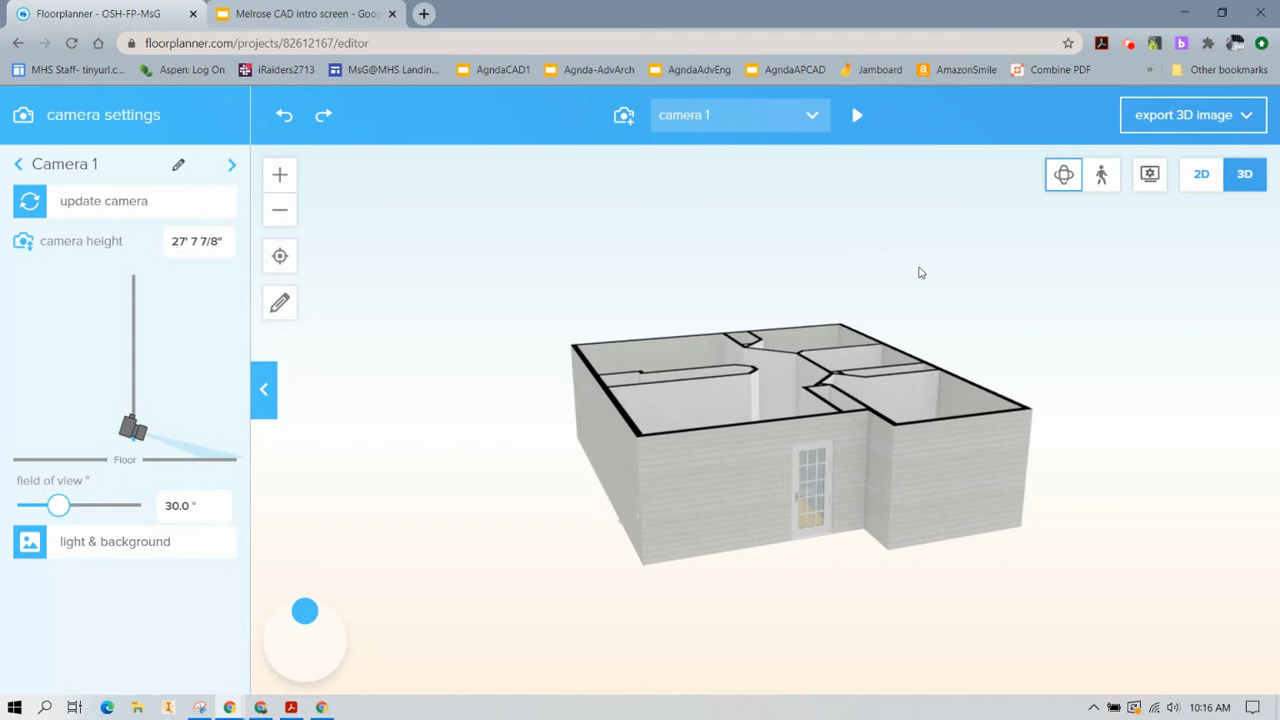 Floorplanner - OSH-FP-MsG
Melrose CAD intro screen - Goog
floorplanner.com/projects/82612167/editor
MHS Staff- tinyurl.c...
Aspen: Log On
iRaiders2713
MsG@MHS Landin...
AgndaCAD1
Agnda-AdvArch
AgndaAdvEng
AgndaAPCAD
Jamboard
AmazonSmile
Combine PDF
»
Other bookmarks
camera settings
camera 1
export 3D image
Camera 1
2D
3D
update camera
camera height
27' 7 7/8"
Floor
field of view °
30.0 °
light & background
10:16 AM